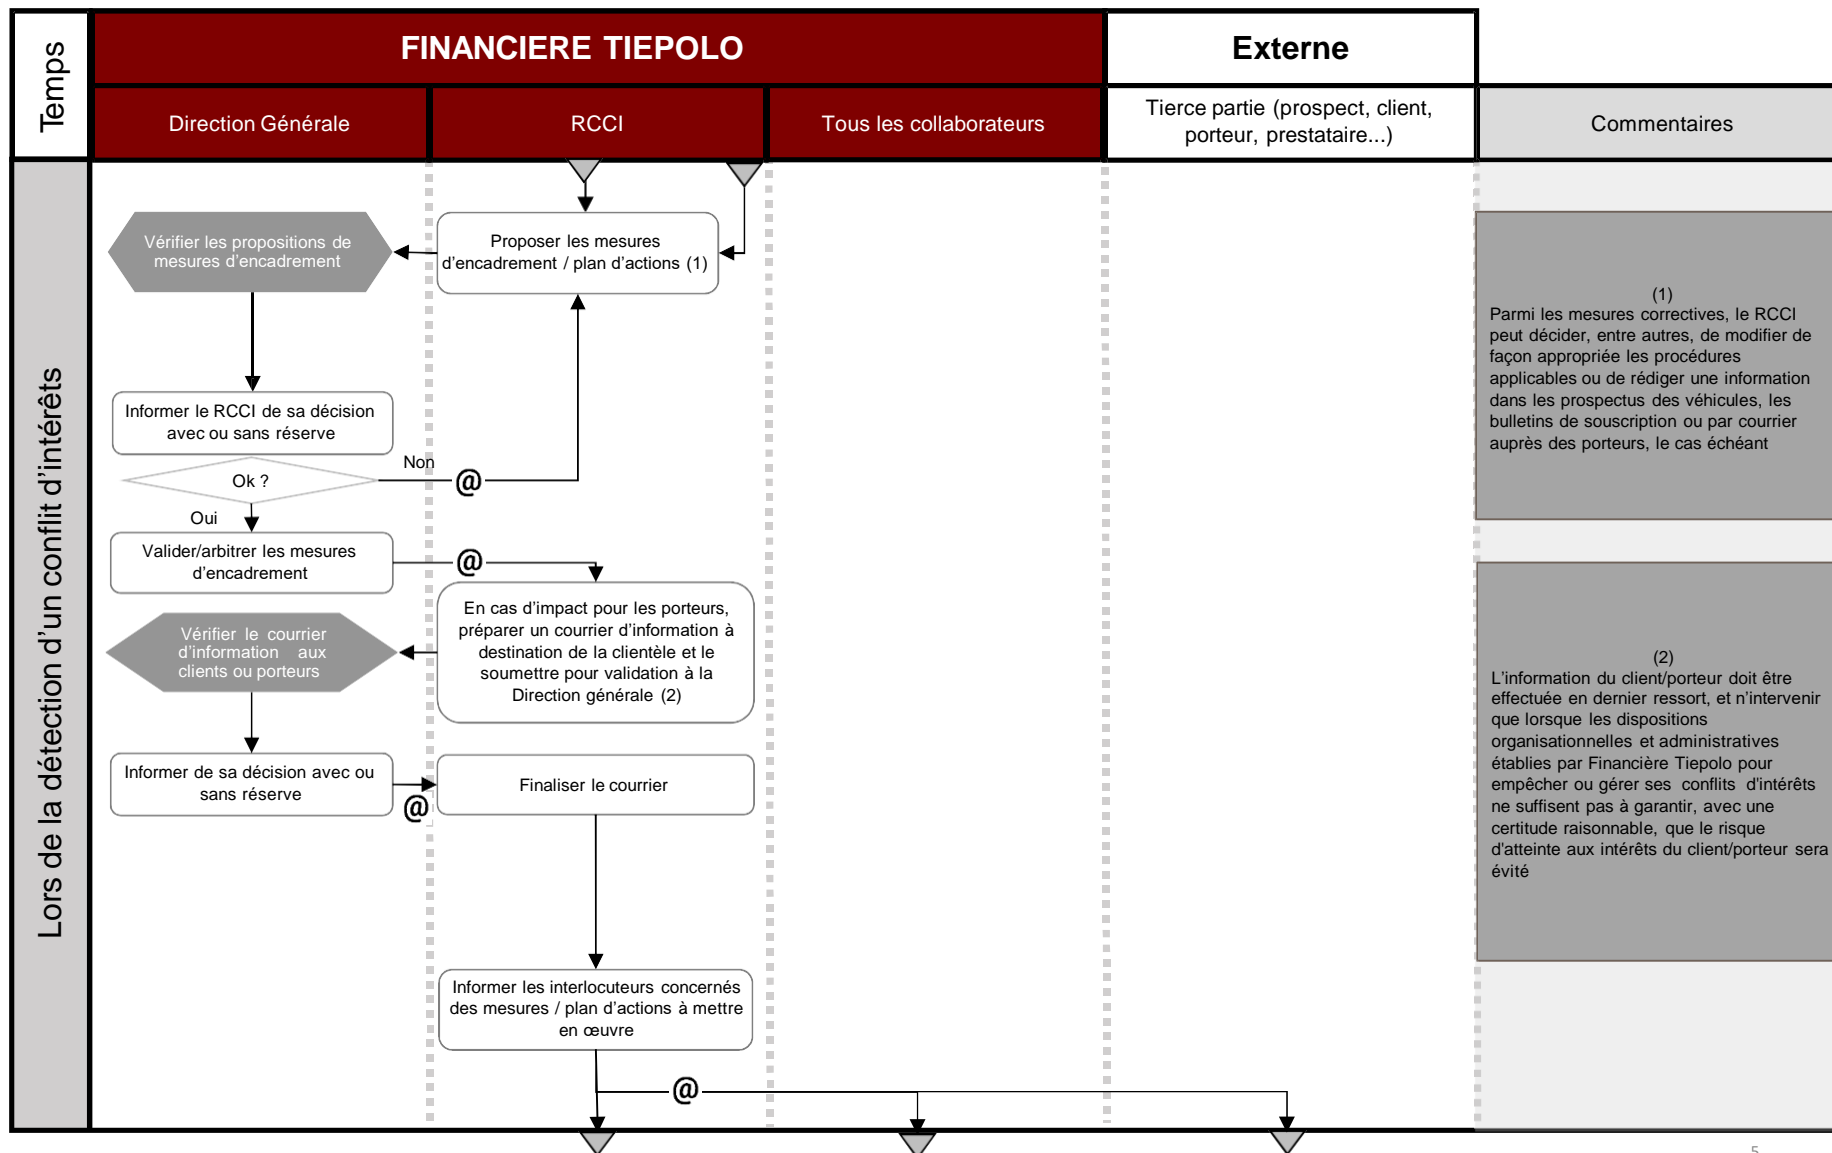 Temps
FINANCIERE TIEPOLO
Externe
Direction Générale
RCCI
Tous les collaborateurs
Tierce partie (prospect, client,
porteur, prestataire...)
Commentaires
Lors de la détection d’un conflit d’intérêts
Vérifier les propositions de
mesures d’encadrement
Proposer les mesures
d’encadrement / plan d’actions (1)
Informer le RCCI de sa décision
avec ou sans réserve
Ok ?
Non
@
Oui
Valider/arbitrer les mesures
d’encadrement
@
En cas d’impact pour les porteurs,
préparer un courrier d’information à
destination de la clientèle et le
soumettre pour validation à la
Direction générale (2)
Vérifier le courrier
d’information aux
clients ou porteurs
Informer de sa décision avec ou
sans réserve
@
Finaliser le courrier
Informer les interlocuteurs concernés
des mesures / plan d’actions à mettre
en œuvre
@
(1)
Parmi les mesures correctives, le RCCI
peut décider, entre autres, de modifier de
façon appropriée les procédures
applicables ou de rédiger une information
dans les prospectus des véhicules, les
bulletins de souscription ou par courrier
auprès des porteurs, le cas échéant
(2)
L’information du client/porteur doit être
effectuée en dernier ressort, et n’intervenir
que lorsque les dispositions
organisationnelles et administratives
établies par Financière Tiepolo pour
empêcher ou gérer ses conflits d'intérêts
ne suffisent pas à garantir, avec une
certitude raisonnable, que le risque
d'atteinte aux intérêts du client/porteur sera
évité
5